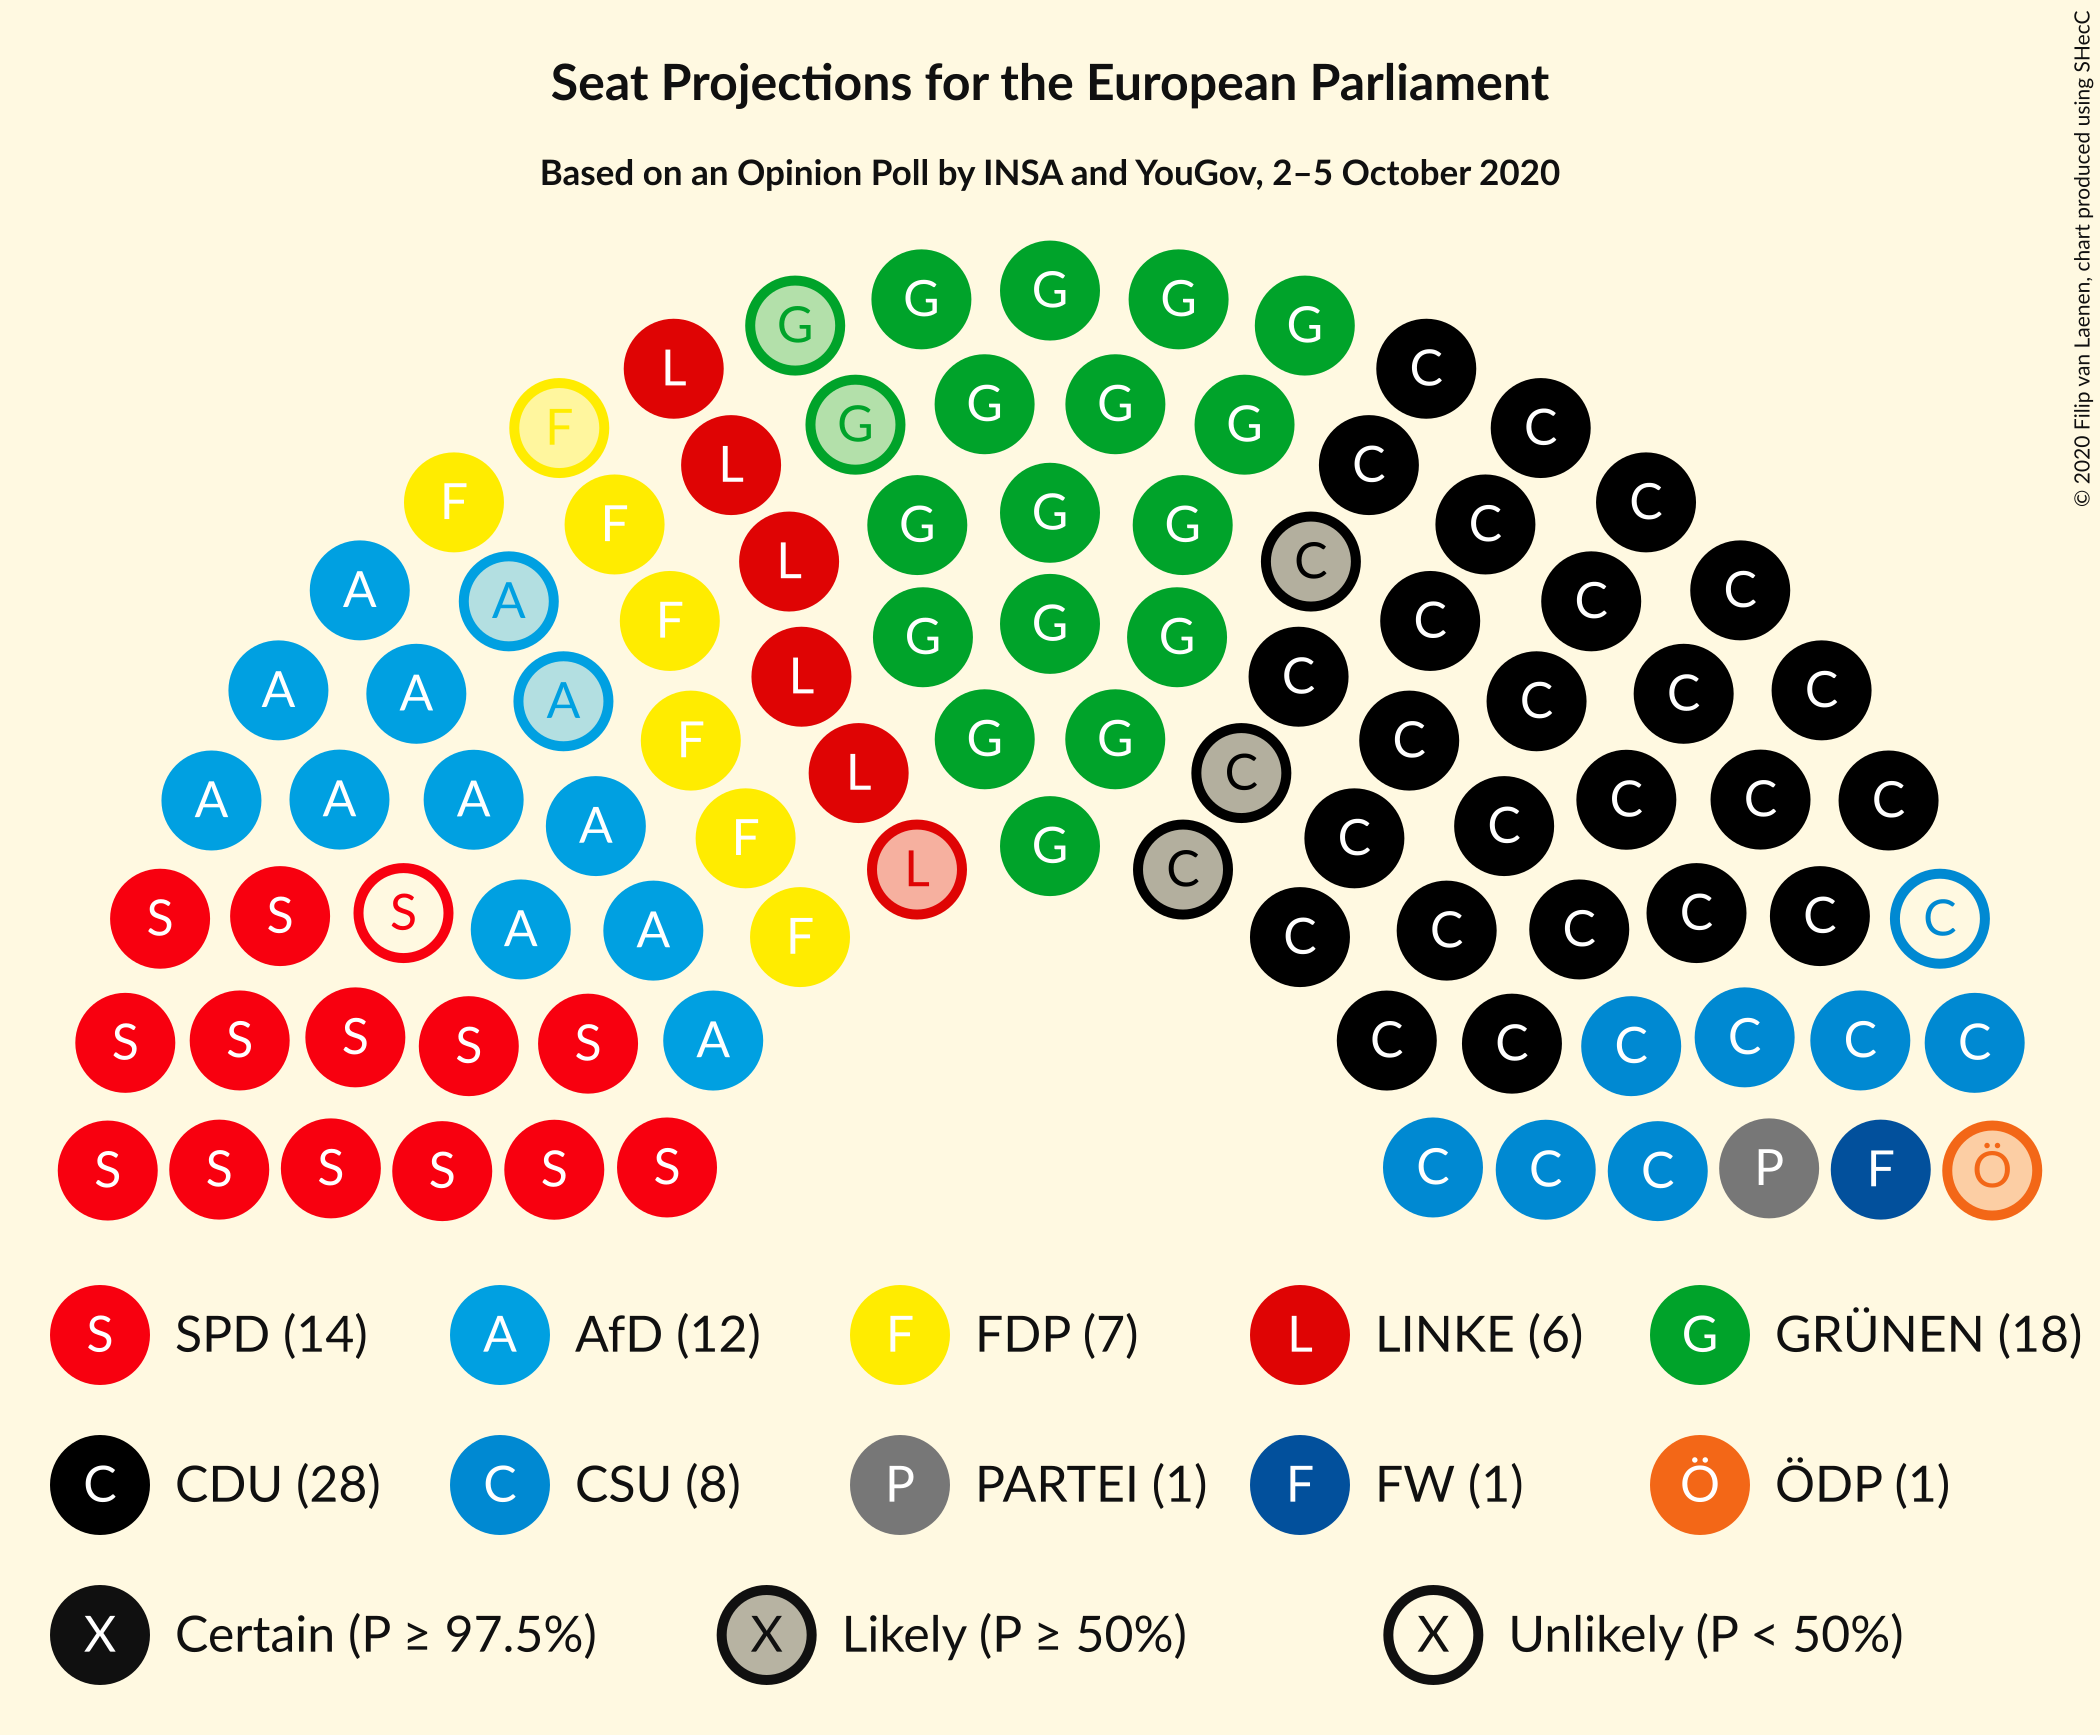 Seat Projections for the European Parliament
Based on an Opinion Poll by INSA and YouGov, 2–5 October 2020
© 2020 Filip van Laenen, chart produced using SHecC
G G G G G
L C
G G G G
F C
L C
F F G G G C C
L C
A A C C
F G G G C
L C
A A A C C C
F G G C
L C
A A A C C C
A F G F C C
L C
S S S A A F C C C C C C
S S S S S A C C C C C C
S S S S S S C C C P F Ö
S SPD (14) A AfD (12) F FDP (7) L LINKE (6) G GRÜNEN (18)
C CDU (28) C CSU (8) P PARTEI (1) F FW (1) Ö ÖDP (1)
X Certain (P ≥ 97.5%) X Likely (P ≥ 50%) X Unlikely (P < 50%)